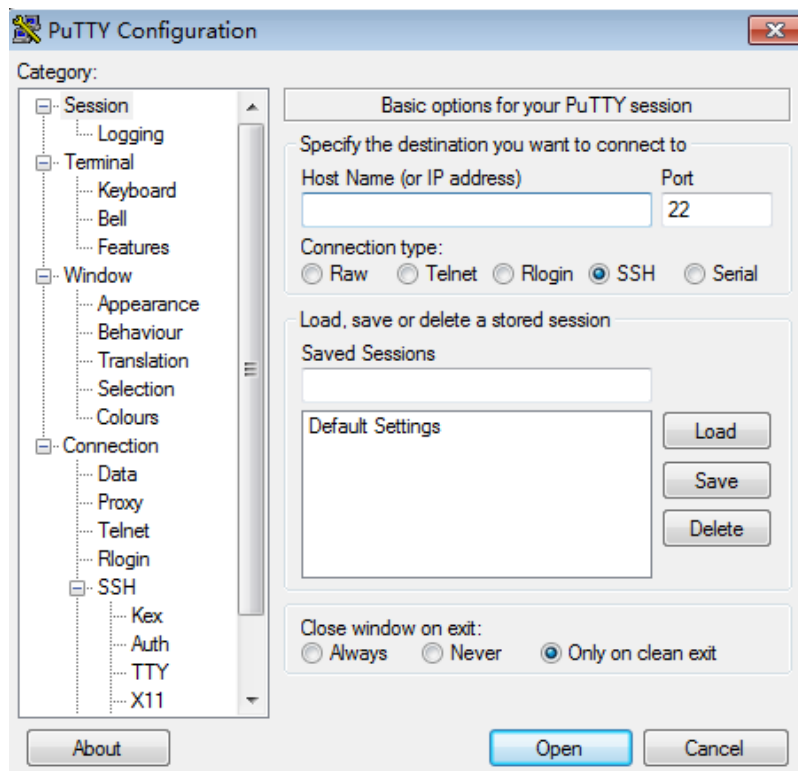 PuTTY Configuration
Category:
Session
Logging
Terminal
Keyboard
Bell
Features
Window
Appearance
Behaviour
Translation
Selection
Colours
Connection
Data
Proxy
Telnet
Rlogin
SSH
Kex
Auth
TTY
X11
Basic options for your PuTTY session
Specify the destination you want to connect to
Host Name (or IP address) Port
22
Connection type:
Raw Telnet Rlogin SSH Serial
Load, save or delete a stored session
Saved Sessions
Default Settings
Load
Save
Delete
Close window on exit:
Always Never Only on clean exit
About Open Cancel